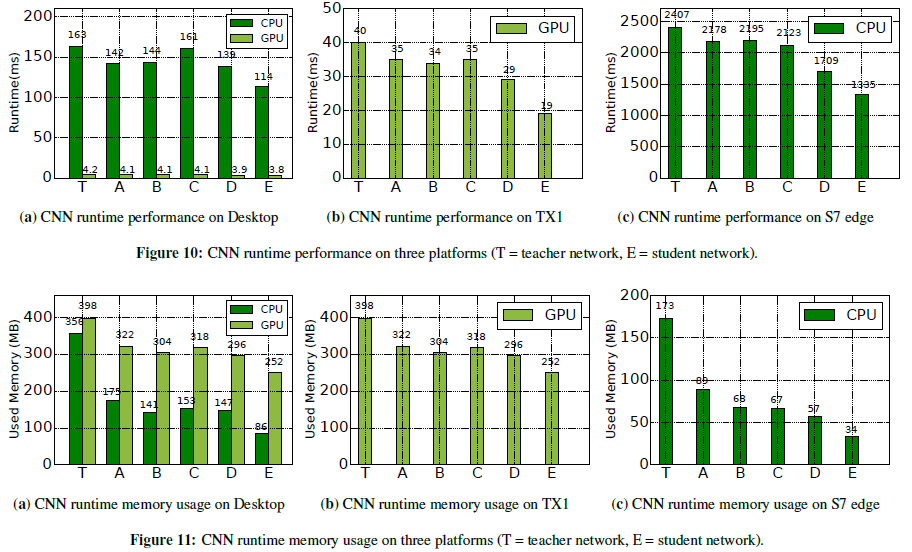 CPU
GPU
200
150
100
50
0
Runtime(ms)
163
142
144
161
139
114
4.2
4.1
4.1
4.1
3.9
3.8
T A B C D E
(a) CNN runtime performance on Desktop
GPU
50
40
30
20
10
0
Runtime(ms)
40
35
34
35
29
19
T A B C D E
(b) CNN runtime performance on TX1
CPU
2500
2000
1500
1000
500
0
Runtime(ms)
2407
2178
2195
2123
1709
1335
T A B C D E
(c) CNN runtime performance on S7 edge
Figure 10: CNN runtime performance on three platforms (T = teacher network, E = student network).
CPU
GPU
400
300
200
100
0
Used Memory (MB)
356
398
175
322
141
304
153
318
147
296
86
252
T A B C D E
(a) CNN runtime memory usage on Desktop
GPU
400
300
200
100
0
Used Memory (MB)
398
322
304
318
296
252
T A B C D E
(b) CNN runtime memory usage on TX1
CPU
200
150
100
50
0
Used Memory (MB)
173
89
68
67
57
34
T A B C D E
(c) CNN runtime memory usage on S7 edge
Figure 11: CNN runtime memory usage on three platforms (T = teacher network, E = student network).